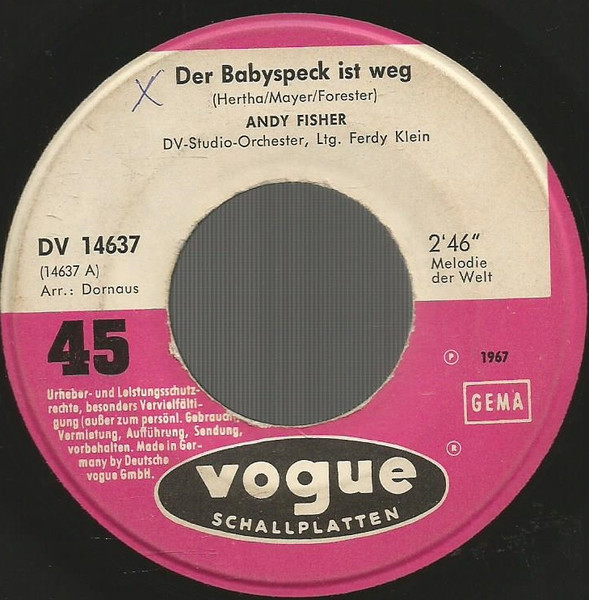 Der Babyspeck ist weg
(Hertha/Mayer/Forester)
ANDY FISHER
DV-Studio-Orchester, Ltg. Ferdy Klein
DV 14637
(14637 A)
Arr.: Dornaus
2'46"
Melodie
der Welt
45
℗ 1967
GEMA
Urheber- und Leistungsschutz-
rechte, besonders Vervielfälti-
gung (außer zum persönl. Gebrauch),
Vermietung, Aufführung, Sendung,
vorbehalten. Made in Ger-
many by Deutsche
vogue GmbH.
®
vogue
SCHALLPLATTEN